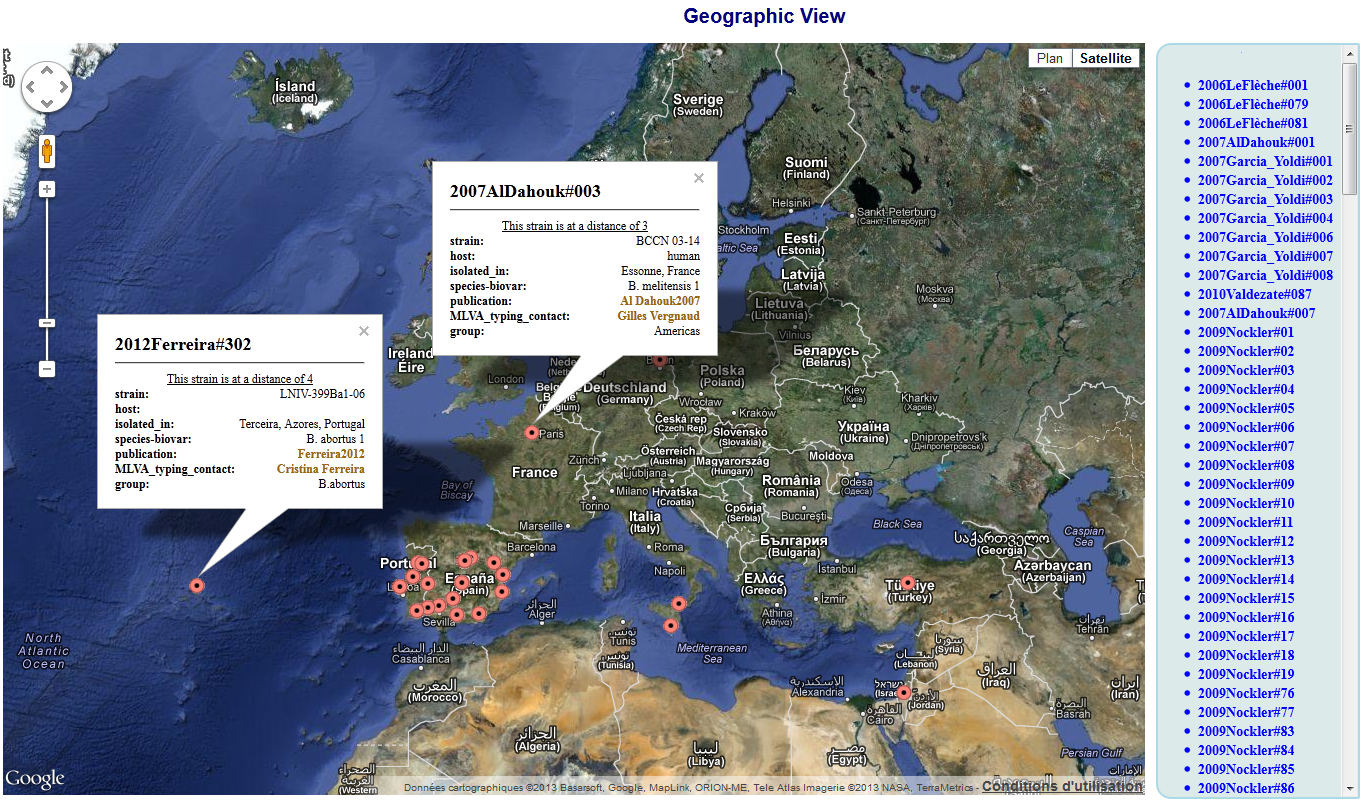 Geographic View
Plan
Satellite
Ísland
(Iceland)
Sverige
(Sweden)
Suomi
(Finland)
Helsinki
Sankt-Peterburg
(Санкт-Петербург)
Stockholm
Eesti
(Estonia)
altic Sea
Latvija
(Latvia)
Lietuva
(Lithuania)
Vilnius
Moskva
(Москва)
2007AlDahouk#003
This strain is at a distance of 3
strain: BCCN 03-14
host: human
isolated_in: Essonne, France
species-biovar: B. melitensis 1
publication: Al Dahouk2007
MLVA_typing_contact: Gilles Vergnaud
group: Americas
2012Ferreira#302
This strain is at a distance of 4
strain: LNIV-399Ba1-06
host:
isolated_in: Terceira, Azores, Portugal
species-biovar: B. abortus 1
publication: Ferreira2012
MLVA_typing_contact: Cristina Ferreira
group: B.abortus
Ireland
Éire
London
Беларусь
(Belarus)
Polska
(Poland)
Deutschland
(Germany)
Wrocław
Kraków
Kiev
(Київ)
Kharkiv
(Харків)
Paris
Česká rep
(Czech Rep)
Slovensko
(Slovakia)
Україна
(Ukraine)
Dnipropetrovs'k
(Дніпропетровськ)
Österreich
(Austria)
Magyarország
(Hungary)
Moldova
Zürich
Ljubljana
France
Milano
Torino
Hrvatska
(Croatia)
România
(Romania)
Odesa
(Одеса)
Bay of
Biscay
Србија
(Serbia)
București
Marseille
Italia
(Italy)
Black Sea
Caspian
Sea
България
(Bulgaria)
საქართველო
(Georgia)
Barcelona
Roma
Napoli
Portugal
España
(Spain)
Sevilla
İstanbul
Azərbaycan
(Azerbaijan)
Ελλάς
(Greece)
Türkiye
(Turkey)
İzmir
Athina
(Αθήνα)
الجزائر
Alger
تونس
Tunis
تونس
(Tunisia)
Tehrān
North
Atlantic
Ocean
Mediterranean
Sea
الدار البيضاء
Casablanca
سوريا
(Syria)
لبنان
(Lebanon)
العراق
(Iraq)
ایران
(Iran)
المغرب
(Morocco)
الاسكندرية
Alexandria
الأردن
(Jordan)
القاهرة
Cairo
البصرة
Basrah
الجزائر
(Algeria)
ليبيا
(Libya)
مصر
(Egypt)
Persian Gulf
الإمارات
الصحراء
الغربية
(Western
Google
Données cartographiques ©2013 Basarsoft, Google, MapLink, ORION-ME, Tele Atlas Imagerie ©2013 NASA, TerraMetrics - Conditions d'utilisation
2006LeFlèche#001
2006LeFlèche#079
2006LeFlèche#081
2007AlDahouk#001
2007Garcia_Yoldi#001
2007Garcia_Yoldi#002
2007Garcia_Yoldi#003
2007Garcia_Yoldi#004
2007Garcia_Yoldi#006
2007Garcia_Yoldi#007
2007Garcia_Yoldi#008
2010Valdezate#087
2007AlDahouk#007
2009Nockler#01
2009Nockler#02
2009Nockler#03
2009Nockler#04
2009Nockler#05
2009Nockler#06
2009Nockler#07
2009Nockler#08
2009Nockler#09
2009Nockler#10
2009Nockler#11
2009Nockler#12
2009Nockler#13
2009Nockler#14
2009Nockler#15
2009Nockler#16
2009Nockler#17
2009Nockler#18
2009Nockler#19
2009Nockler#76
2009Nockler#77
2009Nockler#83
2009Nockler#84
2009Nockler#85
2009Nockler#86